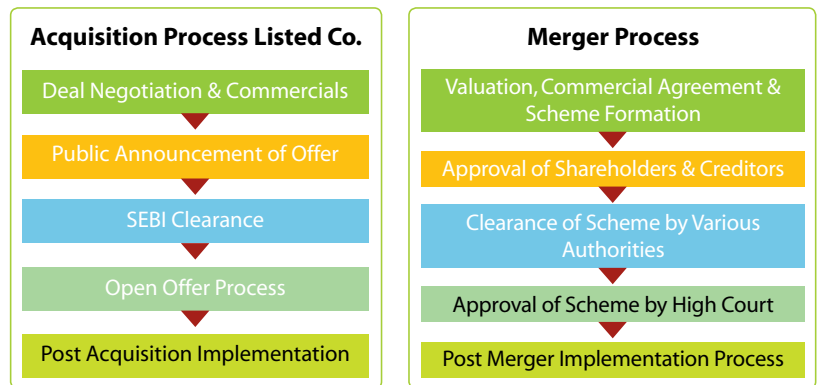 Acquisition Process Listed Co.
Deal Negotiation & Commercials
Public Announcement of Offer
SEBI Clearance
Open Offer Process
Post Acquisition Implementation
Merger Process
Valuation, Commercial Agreement &
Scheme Formation
Approval of Shareholders & Creditors
Clearance of Scheme by Various
Authorities
Approval of Scheme by High Court
Post Merger Implementation Process